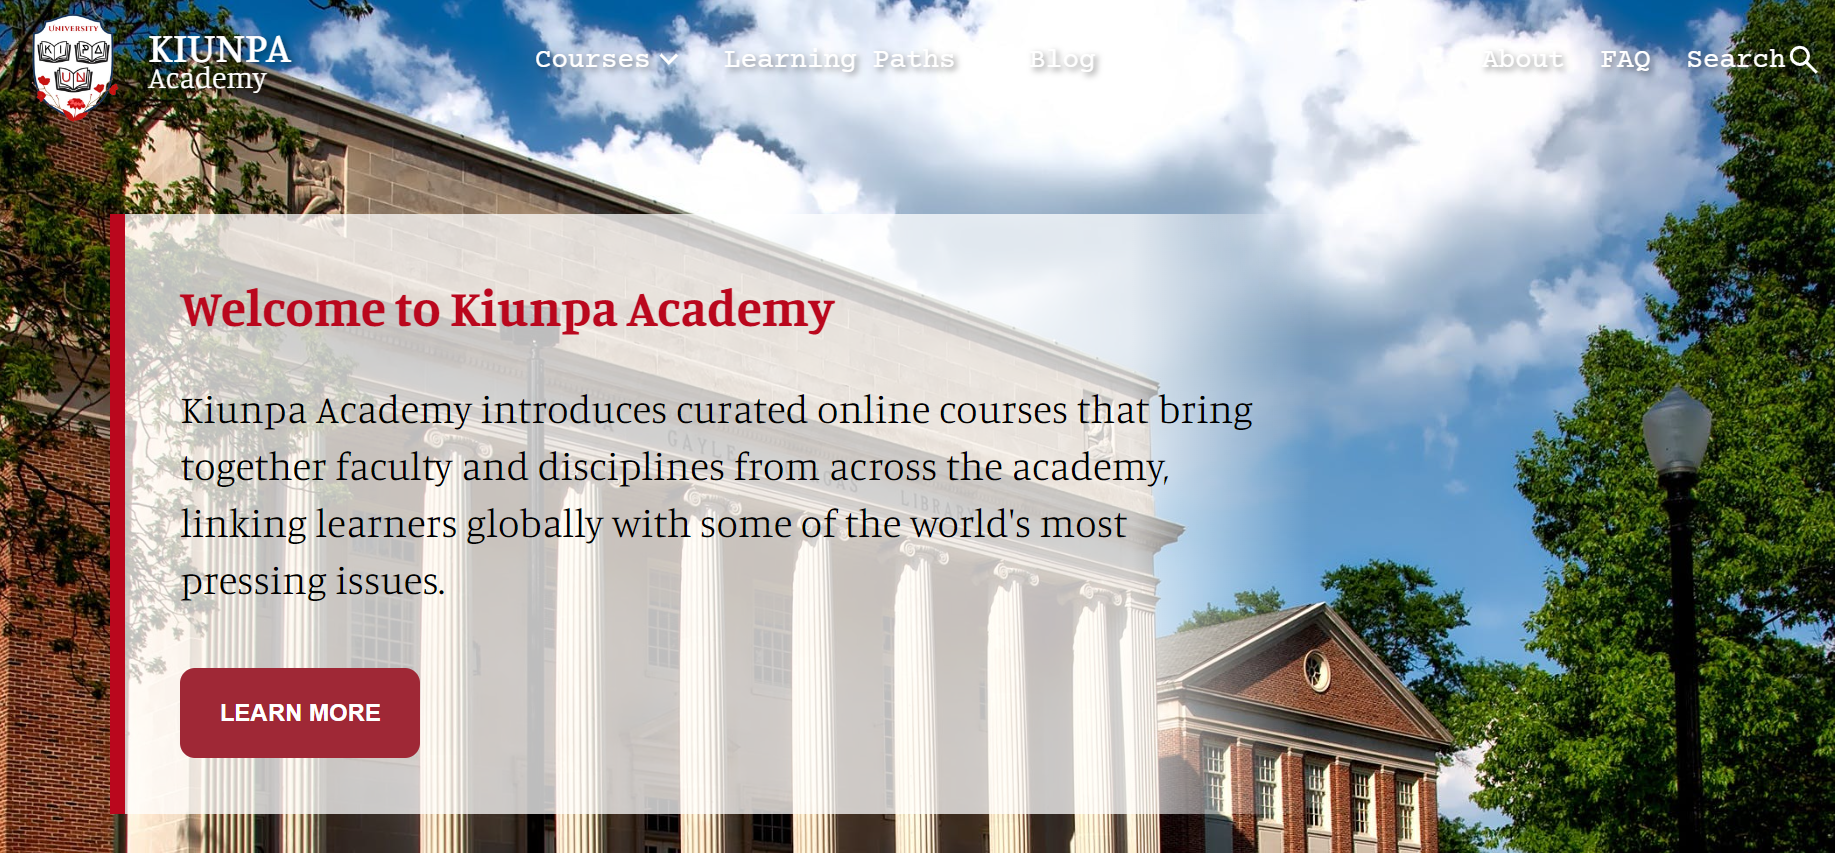 UNIVERSITY
KI PA
UN
KIUNPA
Academy
Courses
Learning Paths
Blog
About
FAQ
Search
Welcome to Kiunpa Academy
Kiunpa Academy introduces curated online courses that bring
together faculty and disciplines from across the academy,
linking learners globally with some of the world's most
pressing issues.
LIBRARY
LEARN MORE